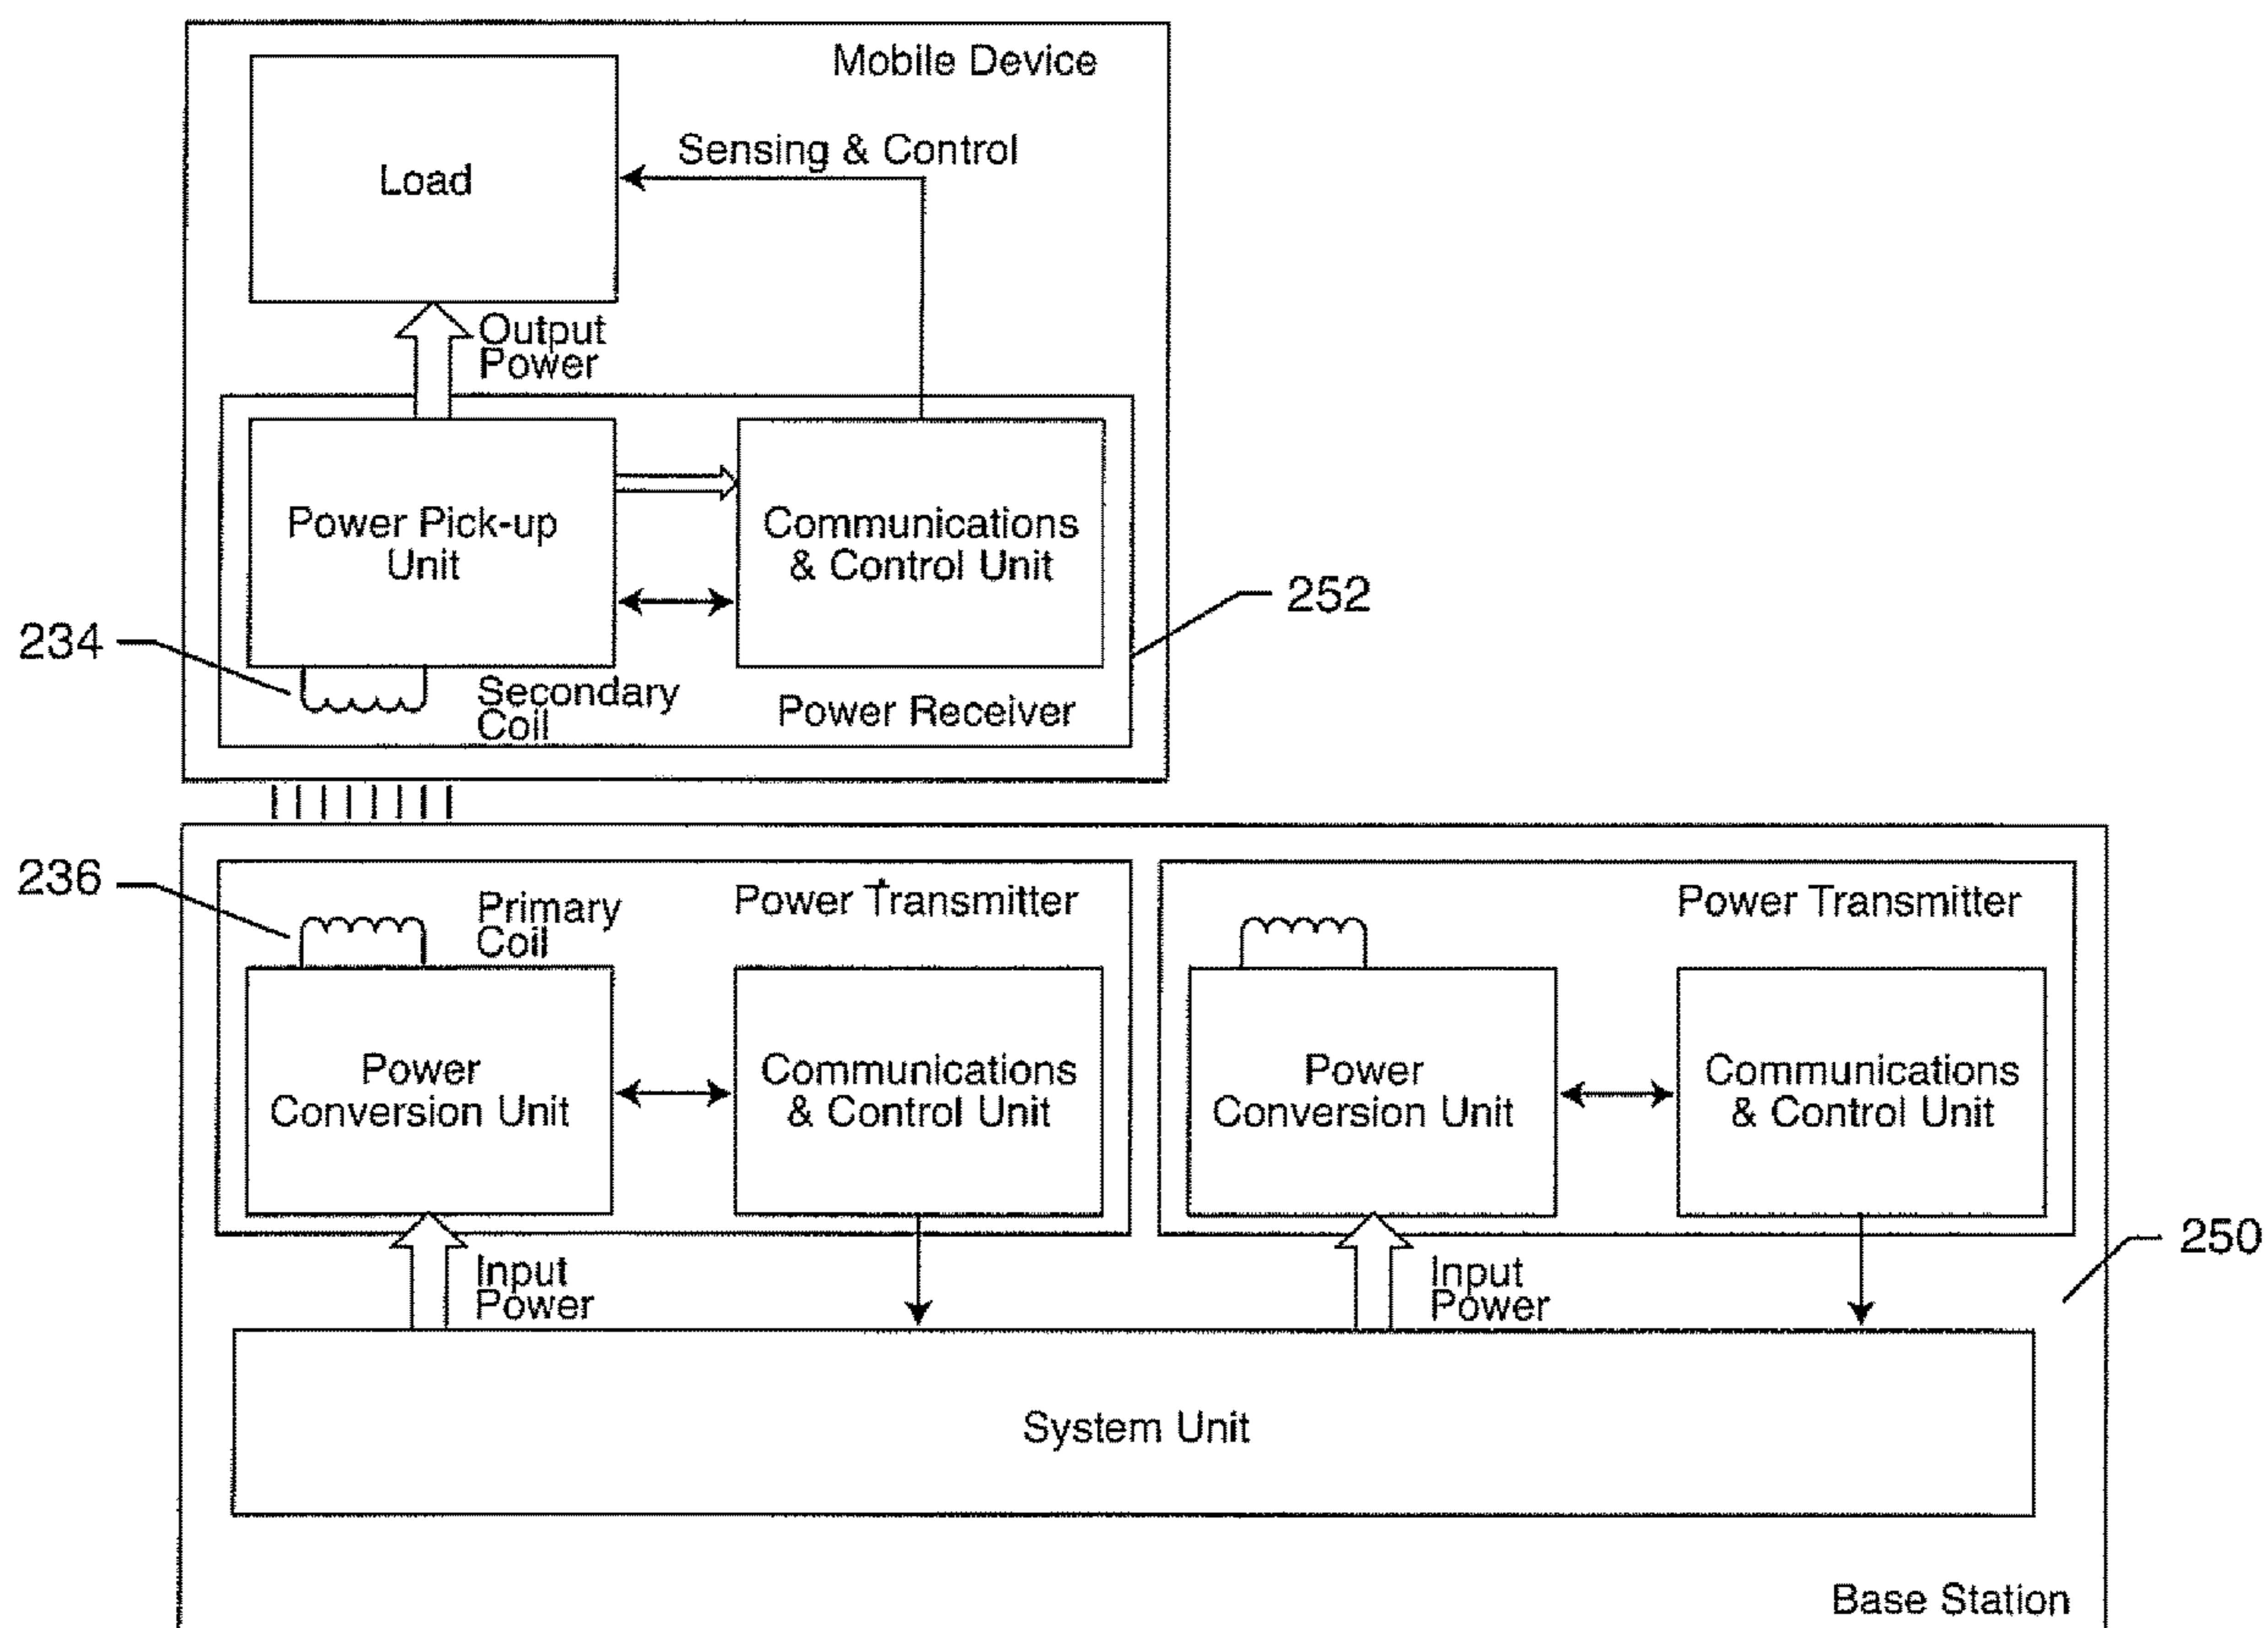 Mobile Device
Load
Sensing & Control
Output
Power
Power Pick-up
Unit
Communications
& Control Unit
252
234
Secondary
Coil
Power Receiver
236
Primary
Coil
Power Transmitter
Power Transmitter
Power
Conversion Unit
Communications
& Control Unit
Power
Conversion Unit
Communications
& Control Unit
250
Input
Power
Input
Power
System Unit
Base Station